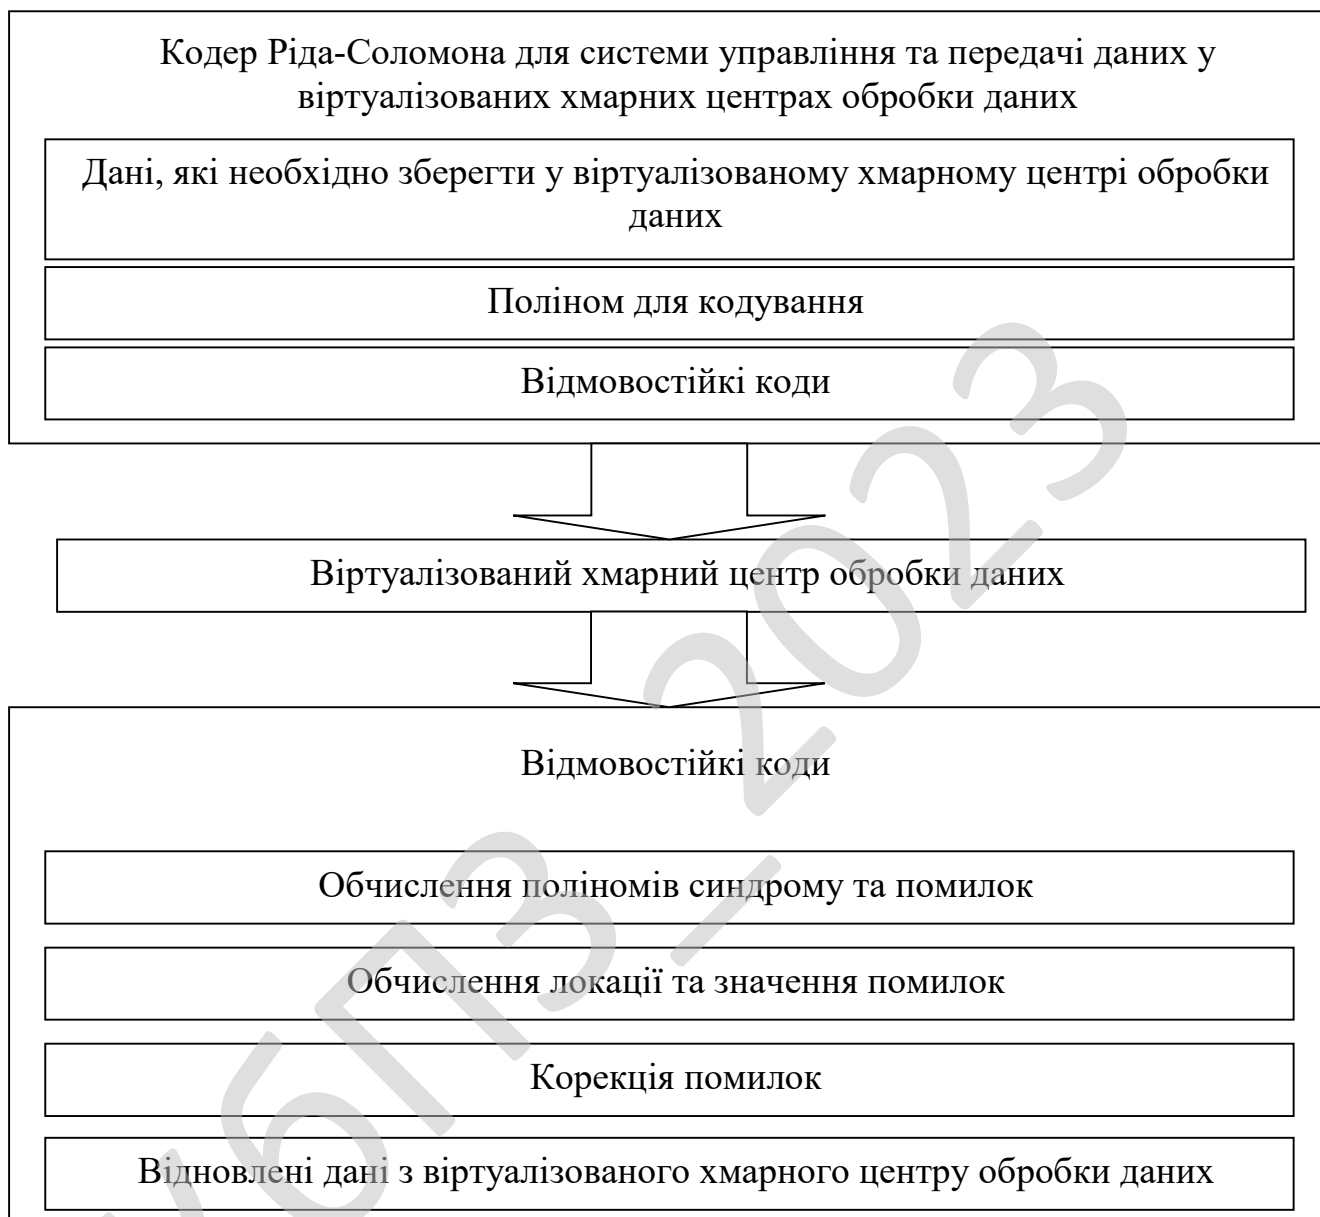 Кодер Ріда-Соломона для системи управління та передачі даних у
віртуалізованих хмарних центрах обробки даних
Дані, які необхідно зберегти у віртуалізованому хмарному центрі обробки
даних
Поліном для кодування
Відмовостійкі коди
Віртуалізований хмарний центр обробки даних
Відмовостійкі коди
Обчислення поліномів синдрому та помилок
Обчислення локації та значення помилок
Корекція помилок
Відновлені дані з віртуалізованого хмарного центру обробки даних
бПЗ_2023